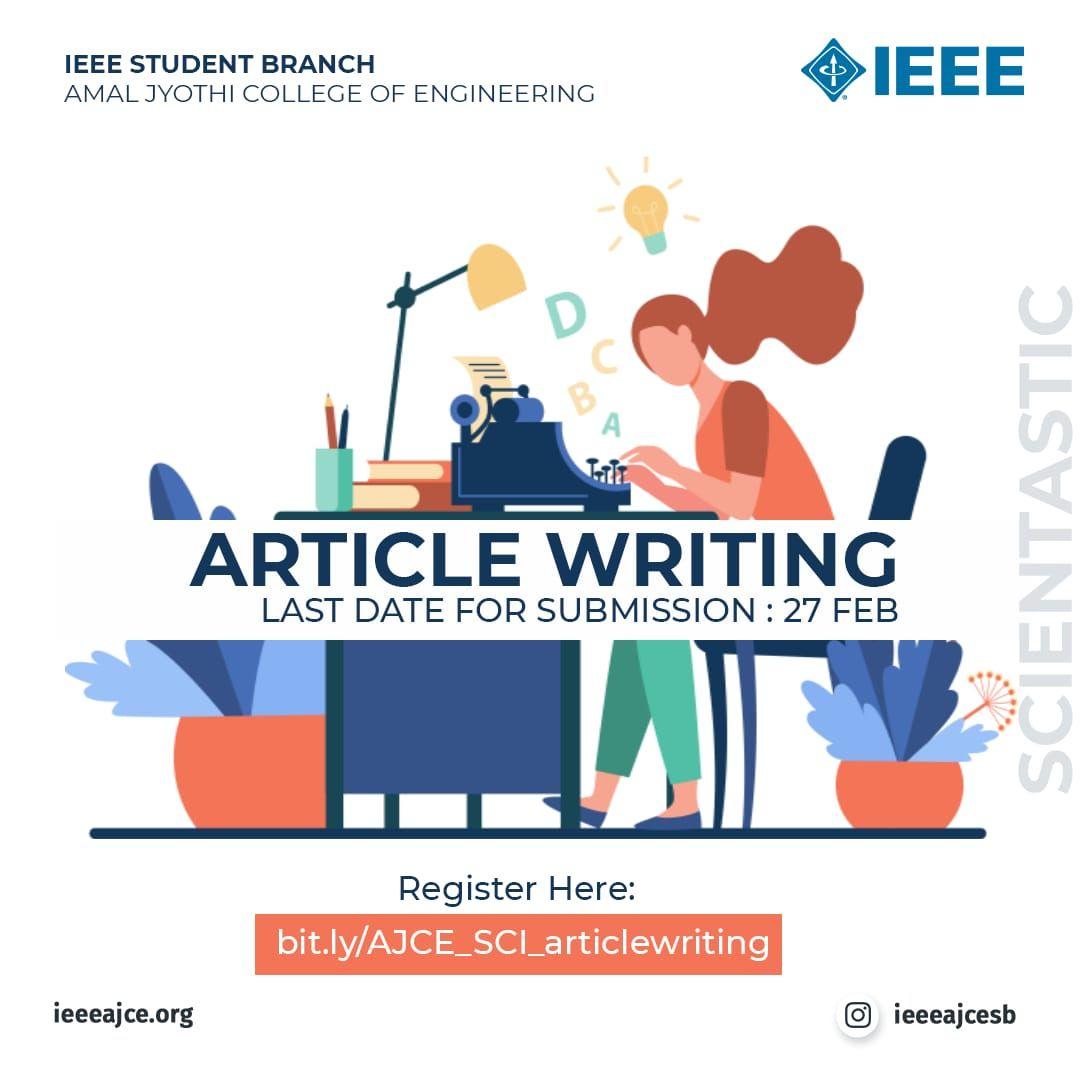 IEEE STUDENT BRANCH
AMAL JYOTHI COLLEGE OF ENGINEERING
IEEE
D
C
B
A
SCIENTASTIC
ARTICLE WRITING
LAST DATE FOR SUBMISSION : 27 FEB
Register Here:
bit.ly/AJCE_SCI_articlewriting
ieeeajce.org
ieeeajcesb